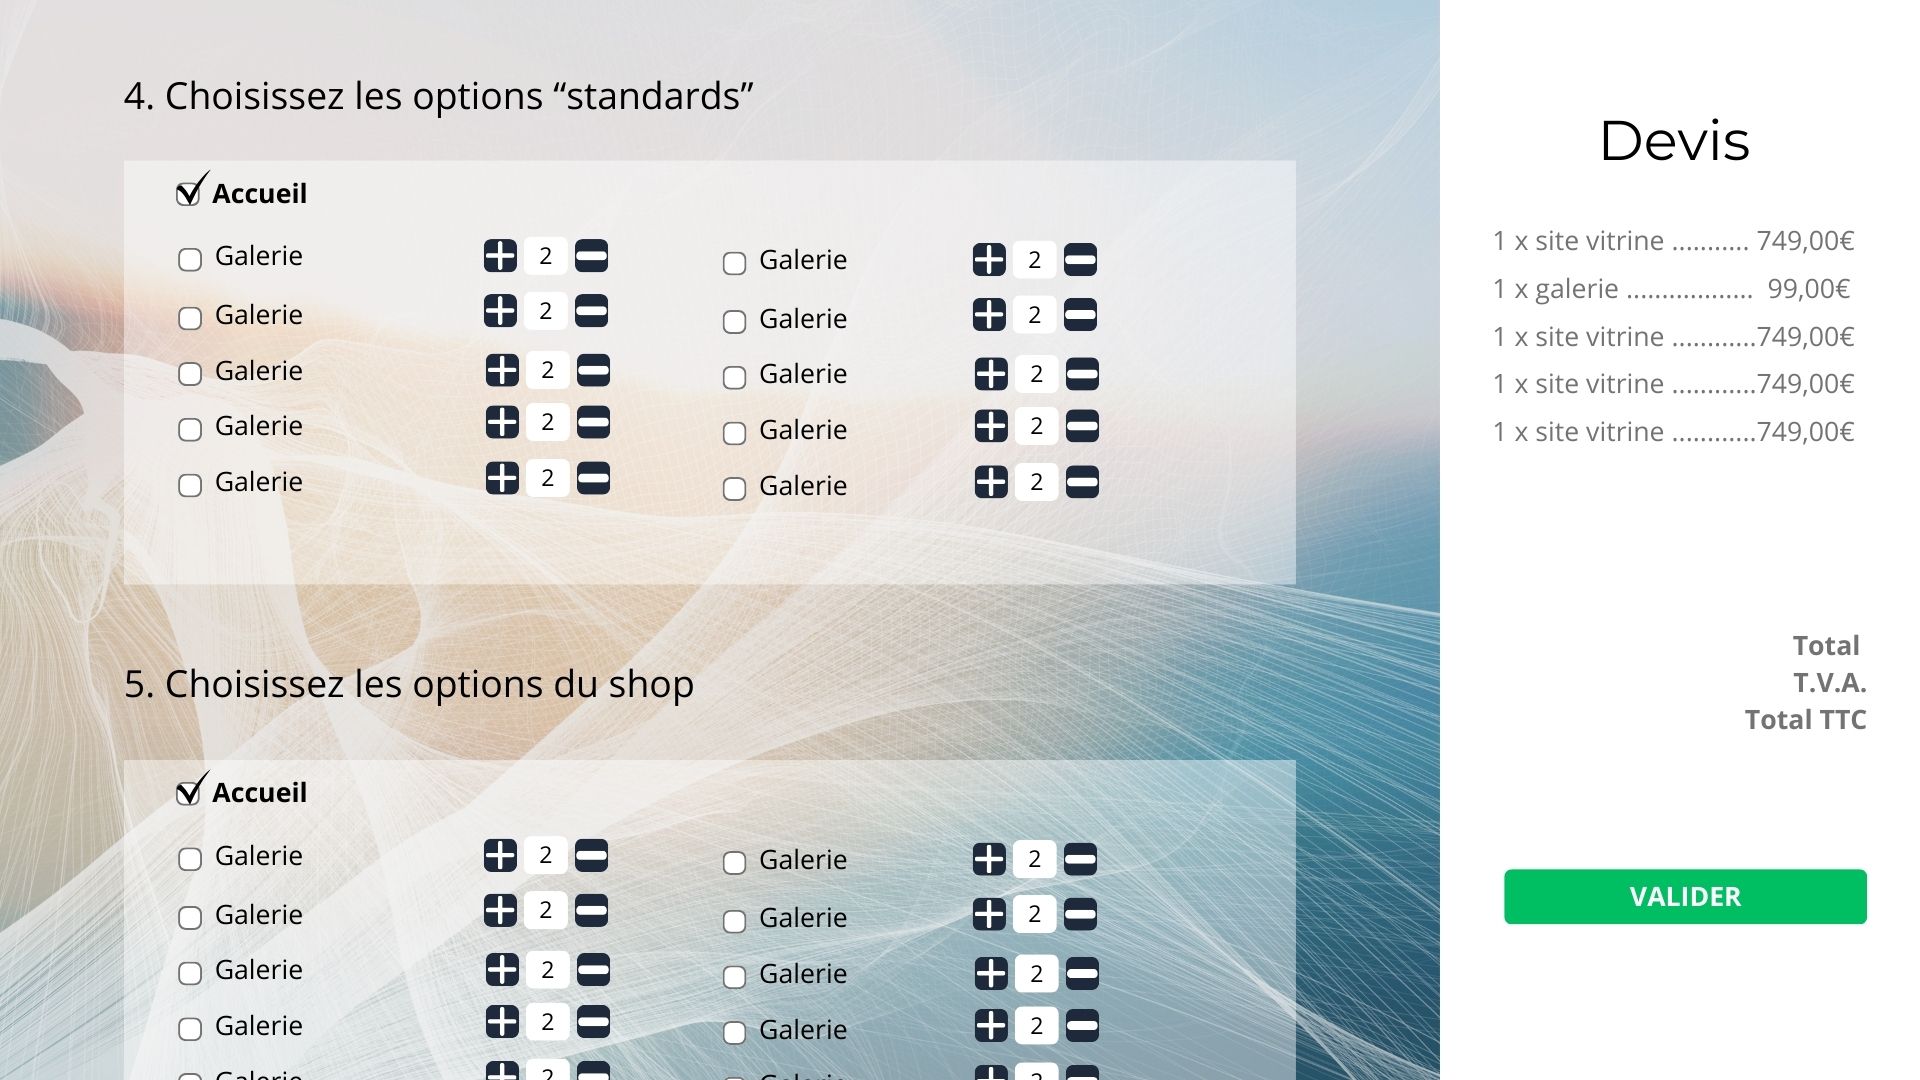 4. Choisissez les options “standards”
Accueil
Galerie 2 Galerie 2
Galerie 2 Galerie 2
Galerie 2 Galerie 2
Galerie 2 Galerie 2
Galerie 2 Galerie 2
5. Choisissez les options du shop
Accueil
Galerie 2 Galerie 2
Galerie 2 Galerie 2
Galerie 2 Galerie 2
Galerie 2 Galerie 2
Galerie 2 Galerie 2
Devis
1 x site vitrine ........... 749,00€
1 x galerie .................. 99,00€
1 x site vitrine ............749,00€
1 x site vitrine ............749,00€
1 x site vitrine ............749,00€
Total
T.V.A.
Total TTC
VALIDER